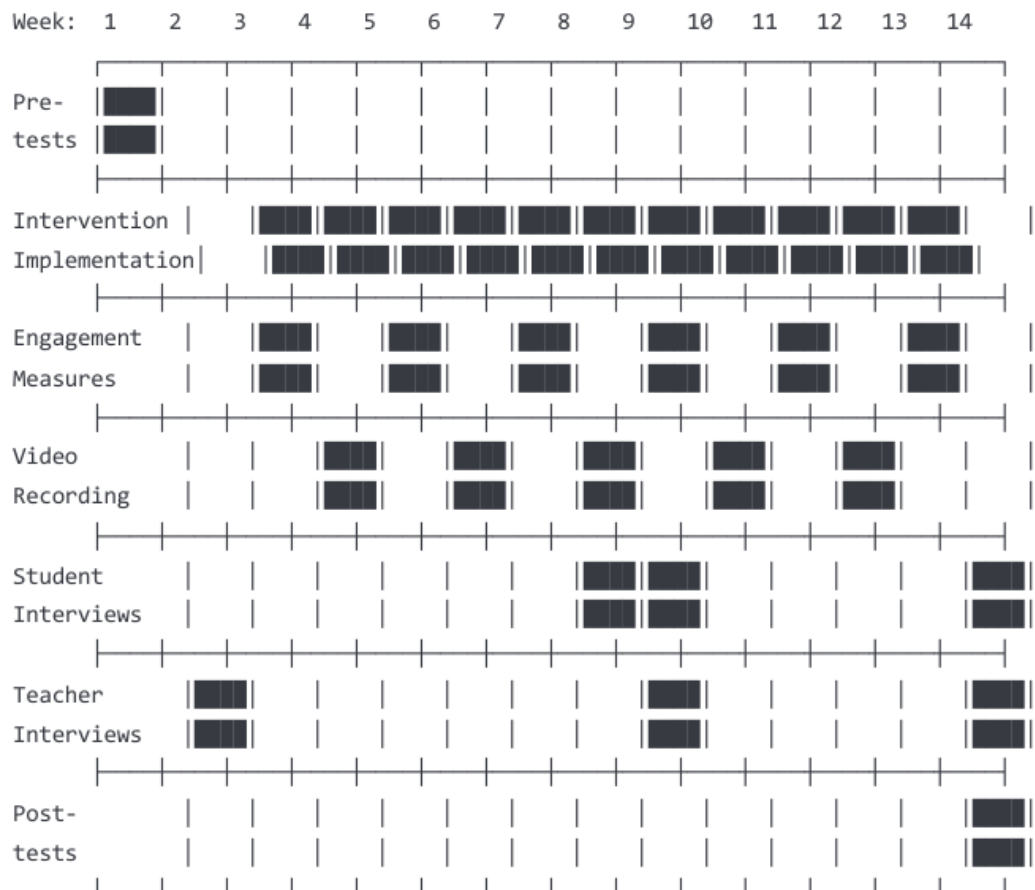 Week: 1 2 3 4 5 6 7 8 9 10 11 12 13 14
Pre-
tests
Intervention
Implementation
Engagement
Measures
Video
Recording
Student
Interviews
Teacher
Interviews
Post-
tests